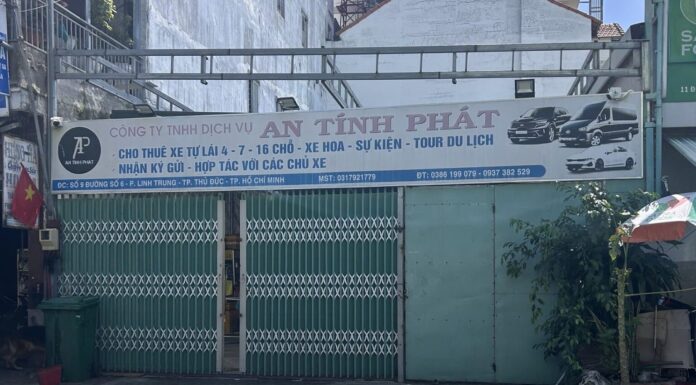 CÔNG TY TNHH DỊCH VỤ AN TÍNH PHÁT
AP
AN TINH PHAT
CHO THUÊ XE TỰ LÁI 4 - 7 - 16 CHỖ - XE HOA - SỰ KIỆN - TOUR DU LỊCH
NHẬN KÝ GỬI - HỢP TÁC VỚI CÁC CHỦ XE
ĐC: SỐ 9 ĐƯỜNG SỐ 6 - P. LINH TRUNG - TP. THỦ ĐỨC - TP. HỒ CHÍ MINH MST: 0317921779 ĐT: 0386 199 079 - 0937 382 529